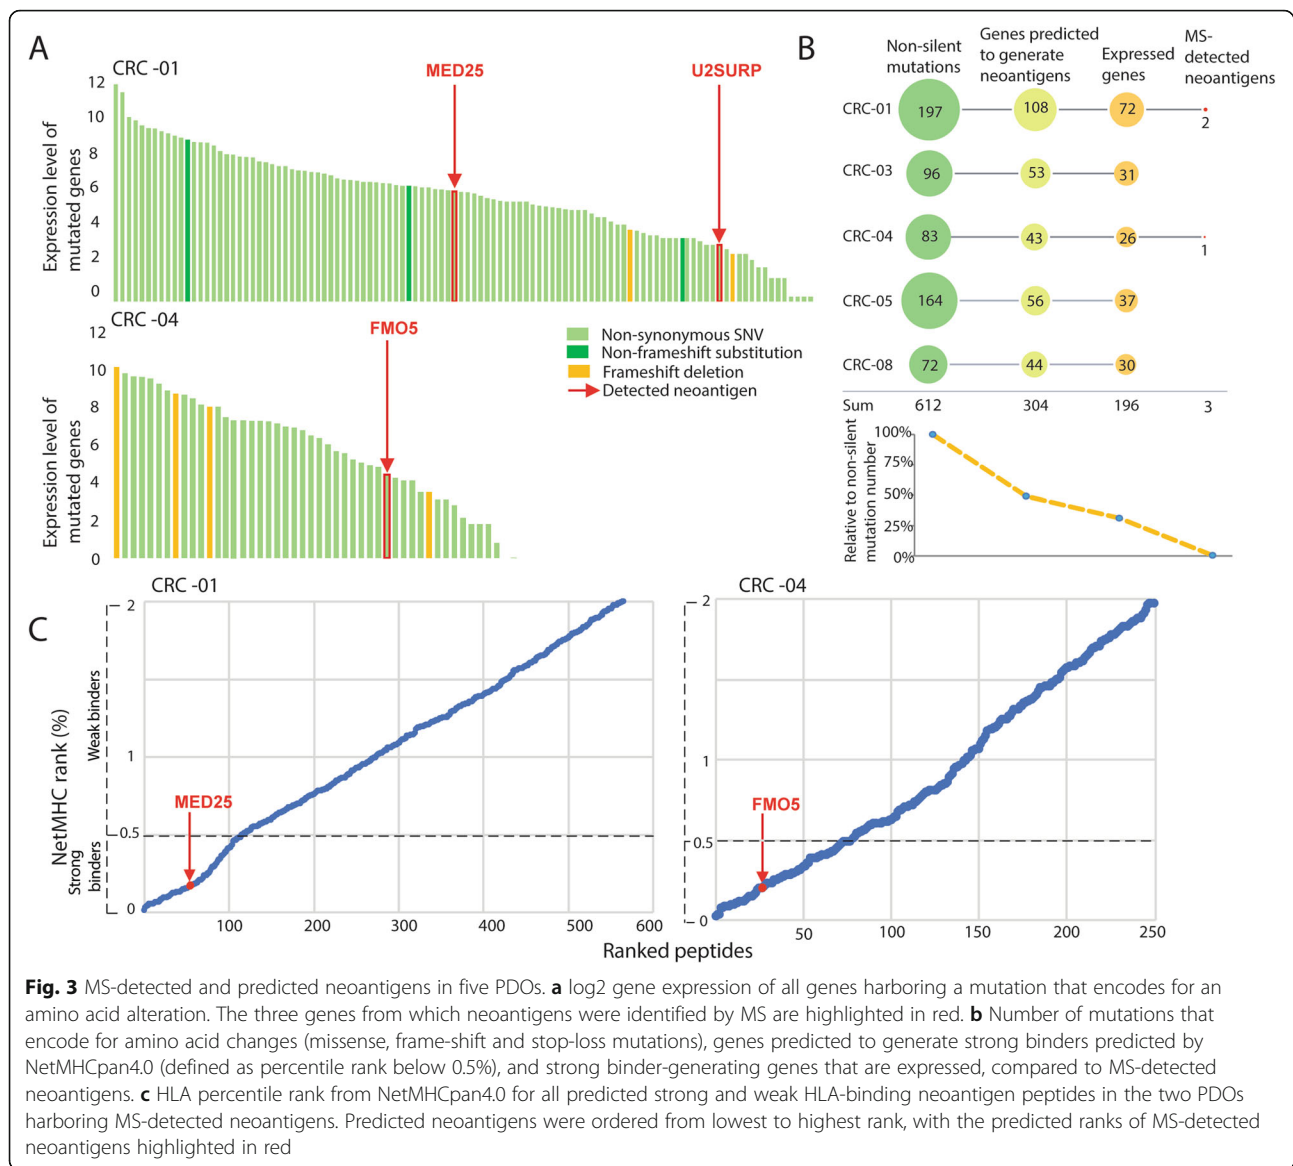 A
CRC -01
MED25
U2SURP
Expression level of
mutated genes
12
10
8
6
4
2
0
CRC -04
FMO5
Expression level of
mutated genes
12
10
8
6
4
2
0
Non-synonymous SNV
Non-frameshift substitution
Frameshift deletion
Detected neoantigen
B
Non-silent
mutations
Genes predicted
to generate
neoantigens
Expressed
genes
MS-
detected
neoantigens
CRC-01 197 108 72 2
CRC-03 96 53 31
CRC-04 83 43 26 1
CRC-05 164 56 37
CRC-08 72 44 30
Sum 612 304 196 3
Relative to non-silent
mutation number
100%
75%
50%
25%
0%
C
CRC -01
NetMHC rank (%)
Weak binders
Strong
binders
2
1
0.5
0
MED25
100 200 300 400 500 600
CRC -04
2
1
0.5
0
FMO5
50 100 150 200 250
Ranked peptides
Fig. 3 MS-detected and predicted neoantigens in five PDOs. a log2 gene expression of all genes harboring a mutation that encodes for an
amino acid alteration. The three genes from which neoantigens were identified by MS are highlighted in red. b Number of mutations that
encode for amino acid changes (missense, frame-shift and stop-loss mutations), genes predicted to generate strong binders predicted by
NetMHCpan4.0 (defined as percentile rank below 0.5%), and strong binder-generating genes that are expressed, compared to MS-detected
neoantigens. c HLA percentile rank from NetMHCpan4.0 for all predicted strong and weak HLA-binding neoantigen peptides in the two PDOs
harboring MS-detected neoantigens. Predicted neoantigens were ordered from lowest to highest rank, with the predicted ranks of MS-detected
neoantigens highlighted in red